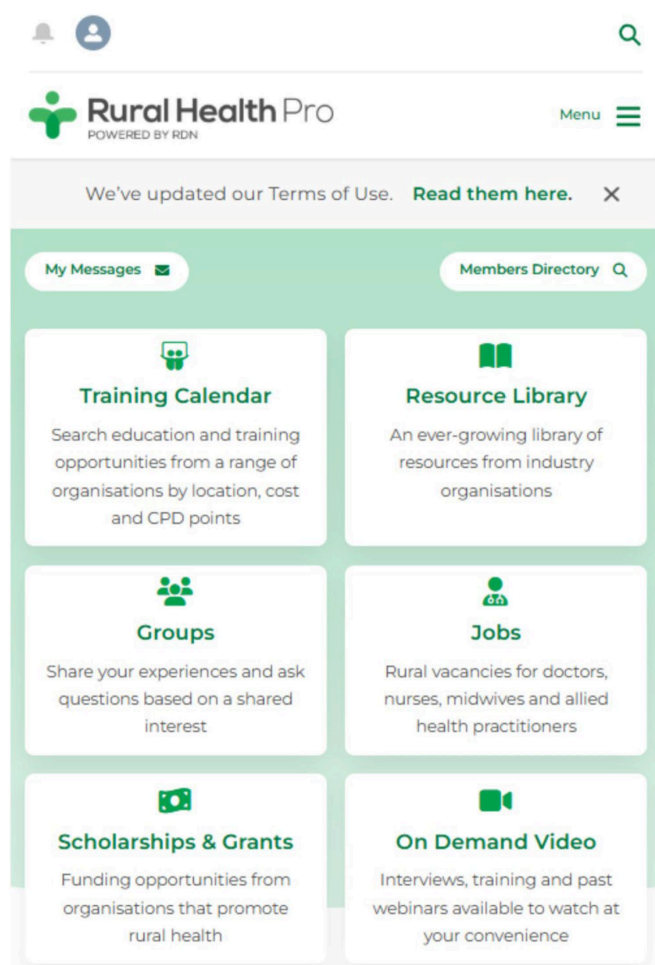 Rural Health Pro
POWERED BY RDN
Menu
We've updated our Terms of Use. Read them here.
My Messages
Members Directory
Training Calendar
Search education and training
opportunities from a range of
organisations by location, cost
and CPD points
Resource Library
An ever-growing library of
resources from industry
organisations
Groups
Share your experiences and ask
questions based on a shared
interest
Jobs
Rural vacancies for doctors,
nurses, midwives and allied
health practitioners
Scholarships & Grants
Funding opportunities from
organisations that promote
rural health
On Demand Video
Interviews, training and past
webinars available to watch at
your convenience